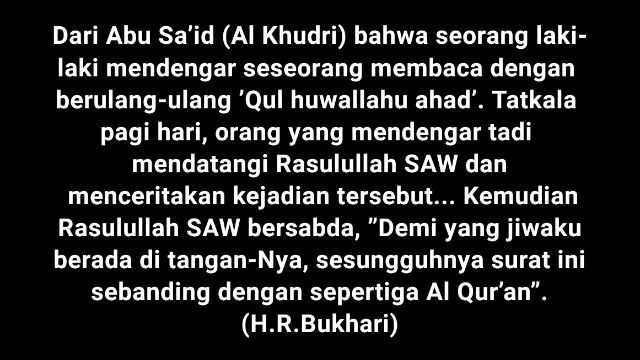 Dari Abu Sa’id (Al Khudri) bahwa seorang laki-
laki mendengar seseorang membaca dengan
berulang-ulang ’Qul huwallahu ahad’. Tatkala
pagi hari, orang yang mendengar tadi
mendatangi Rasulullah SAW dan
menceritakan kejadian tersebut... Kemudian
Rasulullah SAW bersabda, ”Demi yang jiwaku
berada di tangan-Nya, sesungguhnya surat ini
sebanding dengan sepertiga Al Qur’an”.
(H.R.Bukhari)